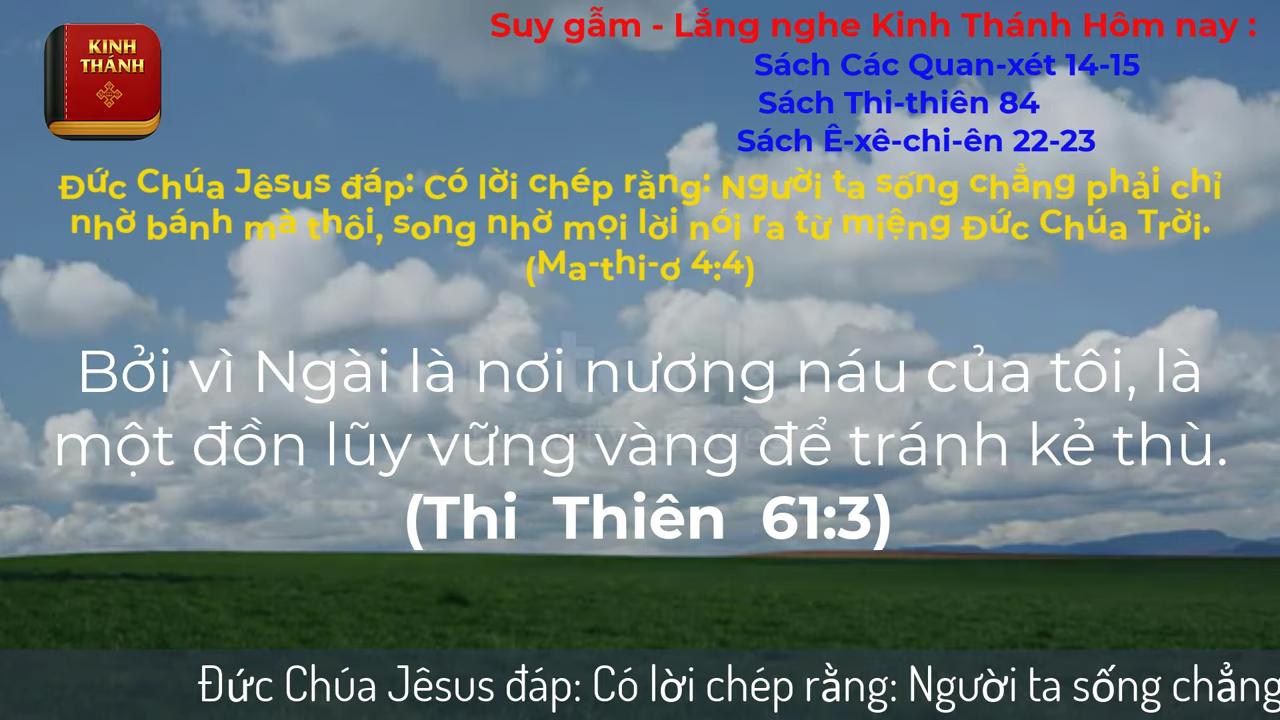 KINH
THÁNH
Suy gẫm - Lắng nghe Kinh Thánh Hôm nay :
Sách Các Quan-xét 14-15
Sách Thi-thiên 84
Sách Ê-xê-chi-ên 22-23
Đức Chúa Jêsus đáp: Có lời chép rằng: Người ta sống chẳng phải chỉ
nhờ bánh mà thôi, song nhờ mọi lời nói ra từ miệng Đức Chúa Trời.
(Ma-thi-ơ 4:4)
Bởi vì Ngài là nơi nương náu của tôi, là
một đồn lũy vững vàng để tránh kẻ thù.
(Thi Thiên 61:3)
Đức Chúa Jêsus đáp: Có lời chép rằng: Người ta sống chẳng